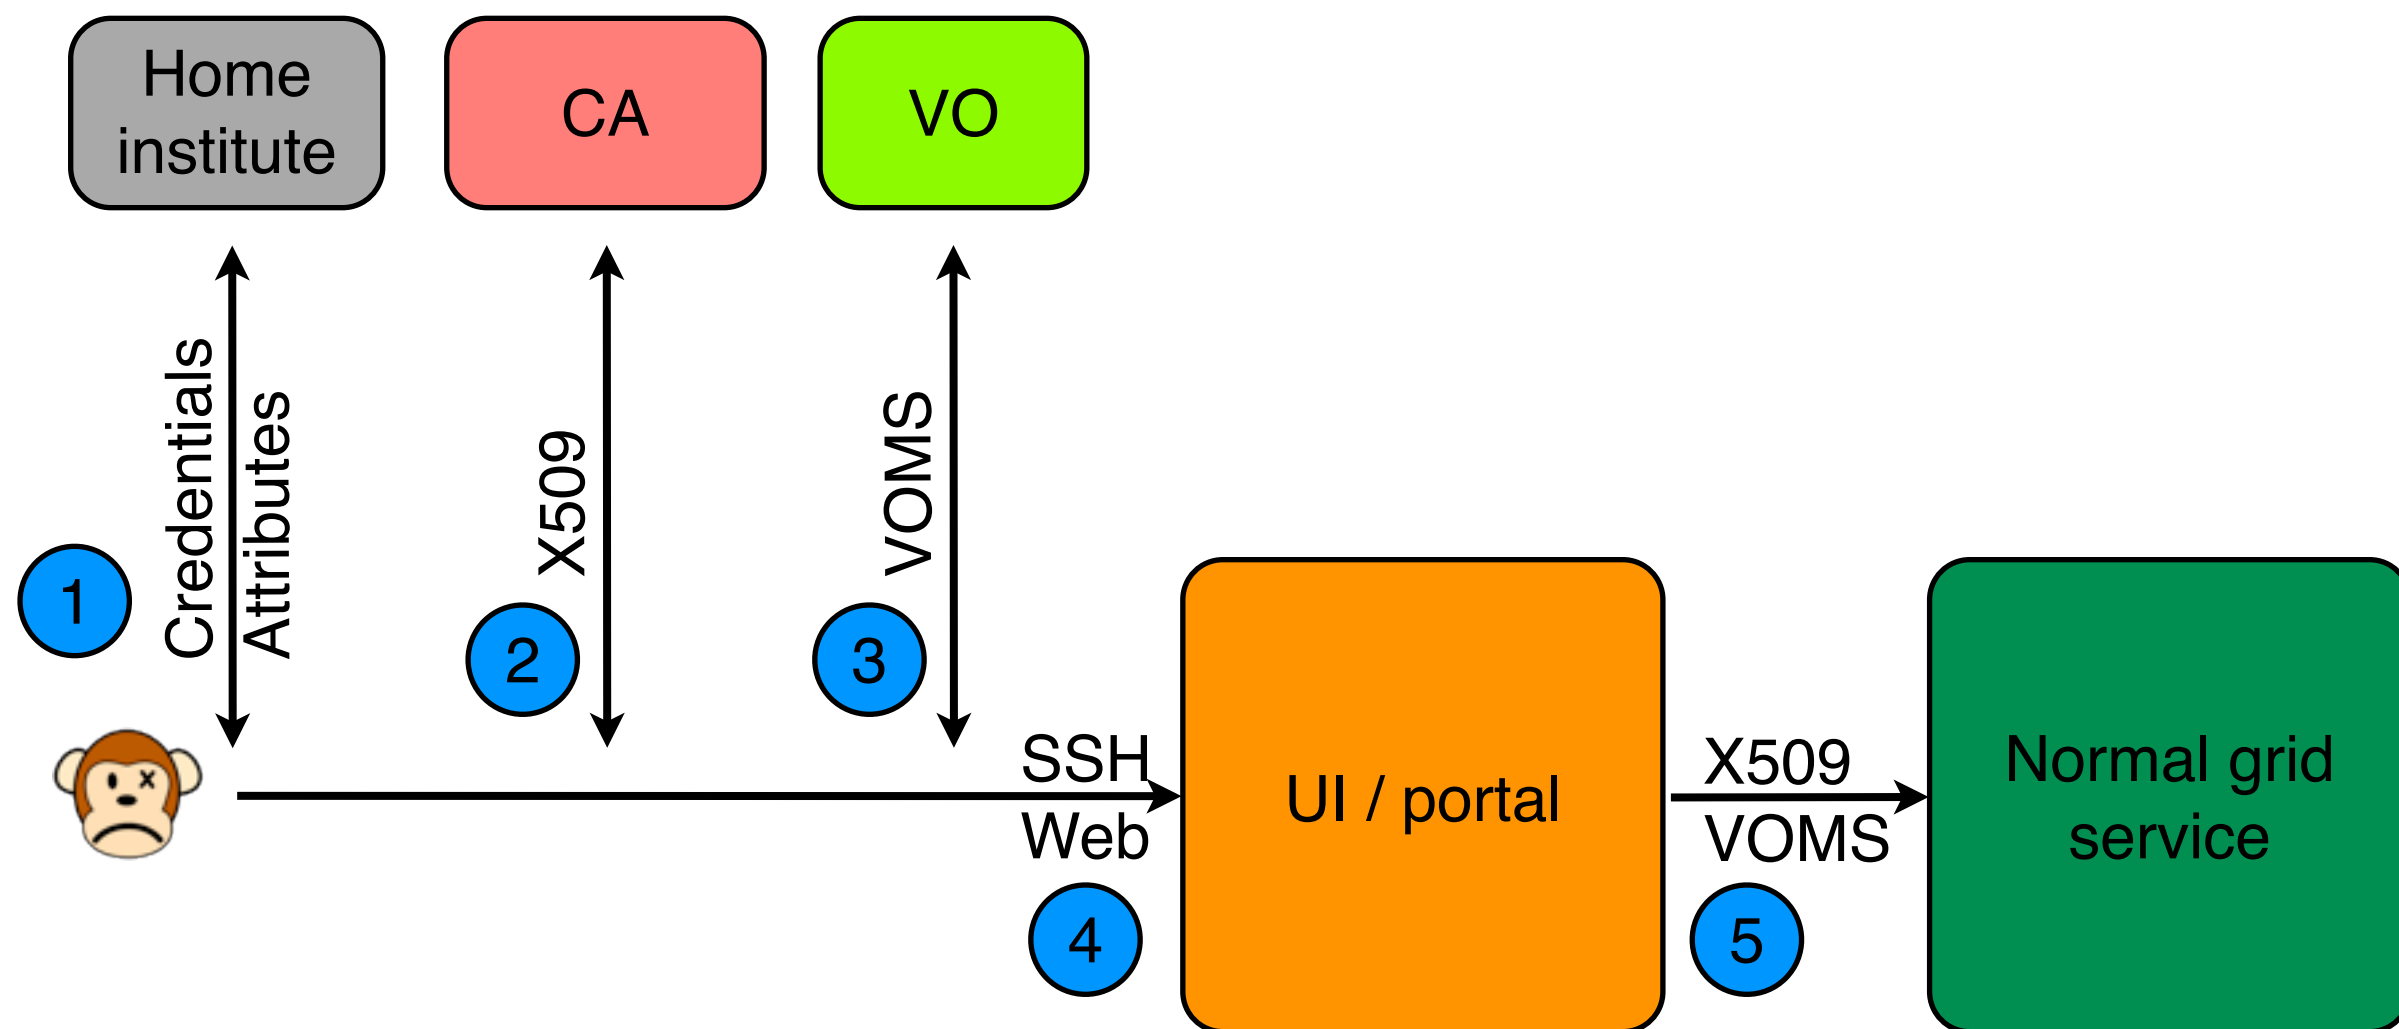 Home
institute
CA
VO
Credentials
Attributes
X509
VOMS
1
2
3
SSH
Web
4
UI / portal
X509
VOMS
5
Normal grid
service